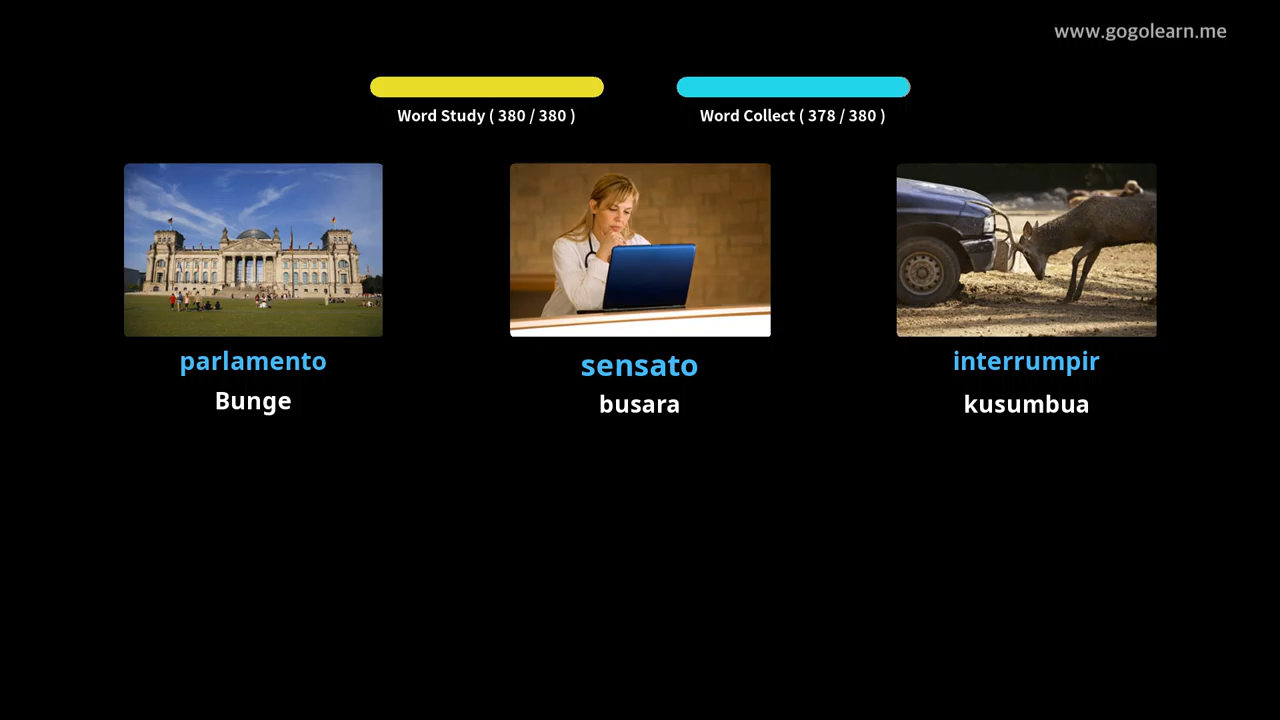 www.gogolearn.me
Word Study ( 380 / 380 )
Word Collect ( 378 / 380 )
parlamento
Bunge
sensato
busara
interrumpir
kusumbua